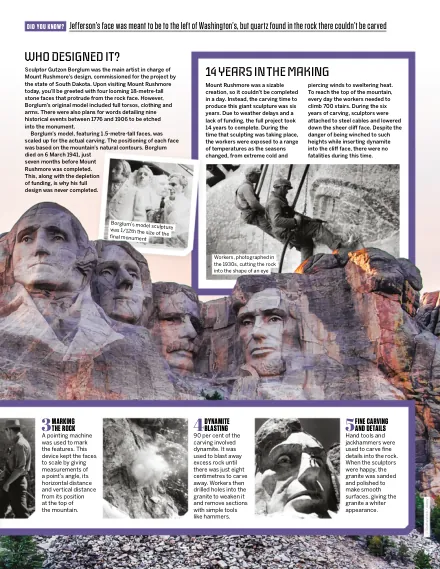 DID YOU KNOW? Jefferson's face was meant to be to the left of Washington's, but quartz found in the rock there couldn't be carved
WHO DESIGNED IT?
Sculptor Gutzon Borglum was the main artist in charge of
Mount Rushmore's design, commissioned for the project by
the state of South Dakota. Upon visiting Mount Rushmore
today, you'll be greeted with four looming 18-metre-tall
stone faces that protrude from the rock face. However,
Borglum's original model included full torsos, clothing and
arms. There were also plans for words detailing nine
historical events between 1776 and 1906 to be etched
into the monument.
Borglum's model, featuring 1.5-metre-tall faces, was
scaled up for the actual carving. The positioning of each face
was based on the mountain's natural contours. Borglum
died on 6 March 1941, just
seven months before Mount
Rushmore was completed.
This, along with the depletion
of funding, is why his full
design was never completed.
Borglum's model sculpture
was 1/12th the size of the
final monument
14 YEARS IN THE MAKING
Mount Rushmore was a sizable
creation, so it couldn't be completed
in a day. Instead, the carving time to
produce this giant sculpture was six
years. Due to weather delays and a
lack of funding, the full project took
14 years to complete. During the
time that sculpting was taking place,
the workers were exposed to a range
of temperatures as the seasons
changed, from extreme cold and
piercing winds to sweltering heat.
To reach the top of the mountain,
every day the workers needed to
climb 700 stairs. During the six
years of carving, sculptors were
attached to steel cables and lowered
down the sheer cliff face. Despite the
danger of being winched to such
heights while inserting dynamite
into the cliff face, there were no
fatalities during this time.
Workers, photographed in
the 1930s, cutting the rock
into the shape of an eye
3 MARKING
THE ROCK
A pointing machine
was used to mark
the features. This
device kept the faces
to scale by giving
measurements of
a point's angle, its
horizontal distance
and vertical distance
from its position
at the top of
the mountain.
4 DYNAMITE
BLASTING
90 per cent of the
carving involved
dynamite. It was
used to blast away
excess rock until
there was just eight
centimetres to carve
away. Workers then
drilled holes into the
granite to weaken it
and remove sections
with simple tools
like hammers.
5 FINE CARVING
AND DETAILS
Hand tools and
jackhammers were
used to carve fine
details into the rock.
When the sculptors
were happy, the
granite was sanded
and polished to
make smooth
surfaces, giving the
granite a whiter
appearance.